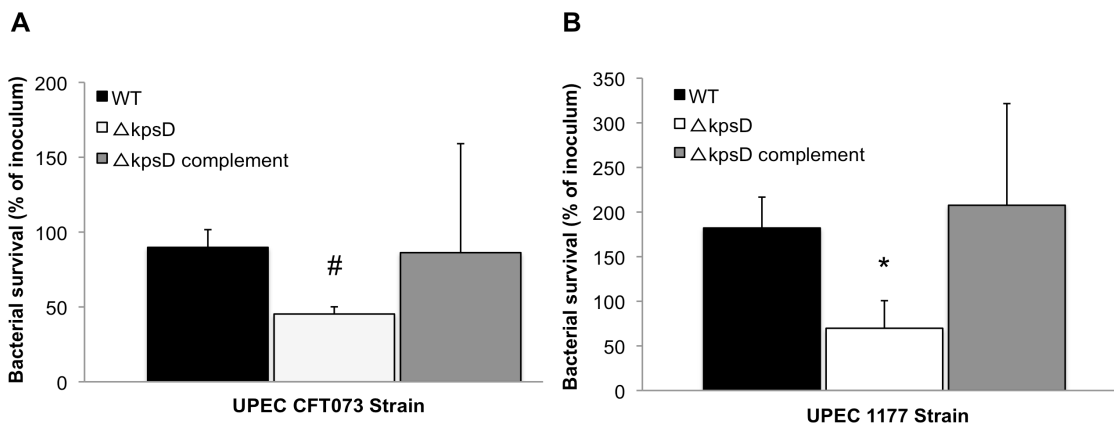 A
Bacterial survival (% of inoculum)
200
150
100
50
0
WT
△kpsD
△kpsD complement
#
UPEC CFT073 Strain
B
Bacterial survival (% of inoculum)
350
300
250
200
150
100
50
0
WT
△kpsD
△kpsD complement
*
UPEC 1177 Strain